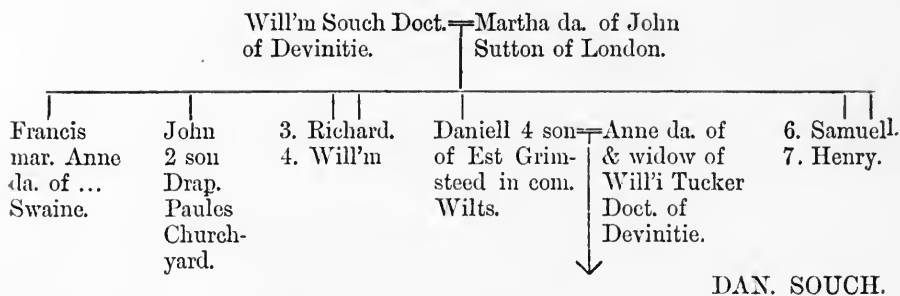 Will'm Souch Doct.
of Devinitie.
Martha da. of John
Sutton of London.
Francis
mar. Anne
da. of ...
Swaine.
John
2 son
Drap.
Paules
Church-
yard.
3. Richard.
4. Will'm
Daniell 4 son
of Est Grim-
steed in com.
Wilts.
Anne da. of
& widow of
Will'i Tucker
Doct. of
Devinitie.
6. Samuell.
7. Henry.
DAN. SOUCH.